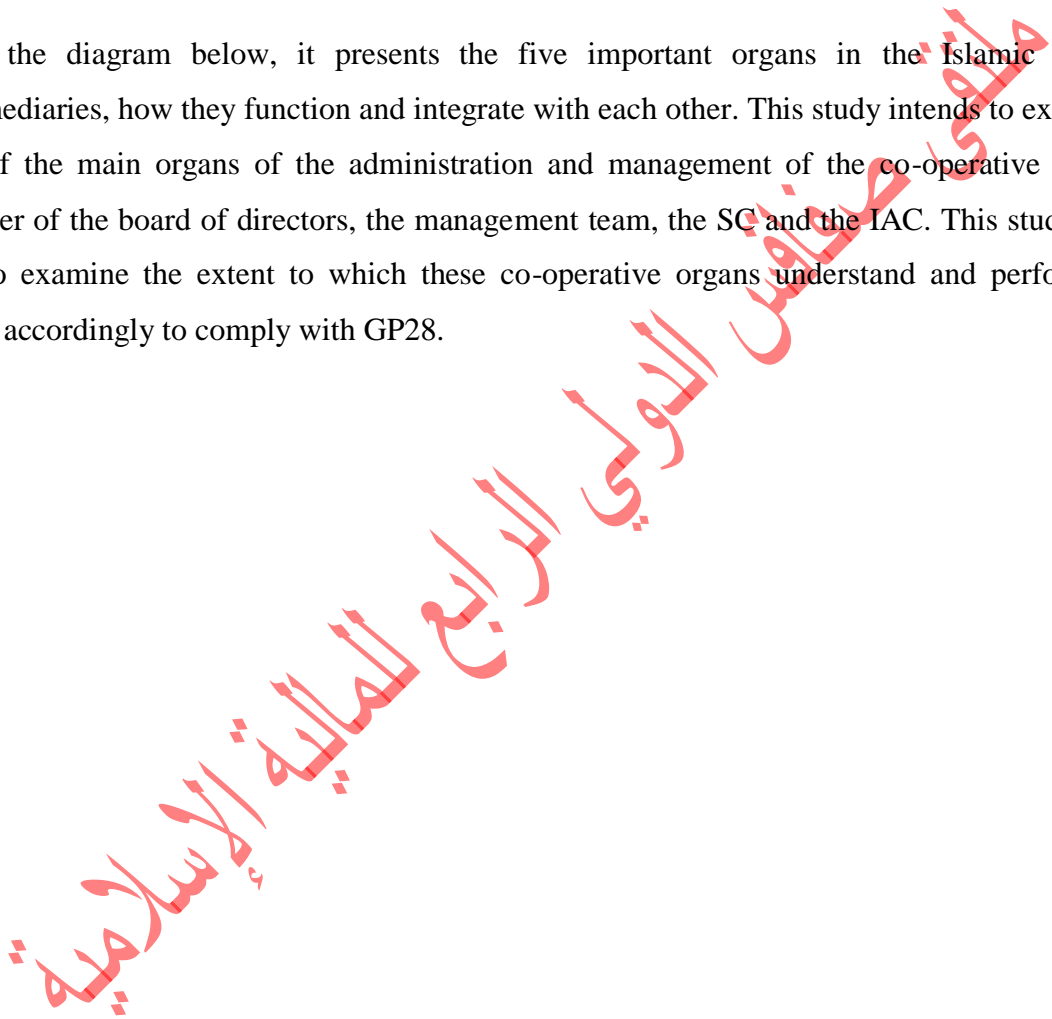 the diagram below, it presents the five important organs in the Islamic
nediaries, how they function and integrate with each other. This study intends to ex
f the main organs of the administration and management of the co-operative
er of the board of directors, the management team, the SC and the IAC. This stud
o examine the extent to which these co-operative organs understand and perfo
accordingly to comply with GP28.
ملتقى صفاقس الدولي الرابع للمالية الإسلامية